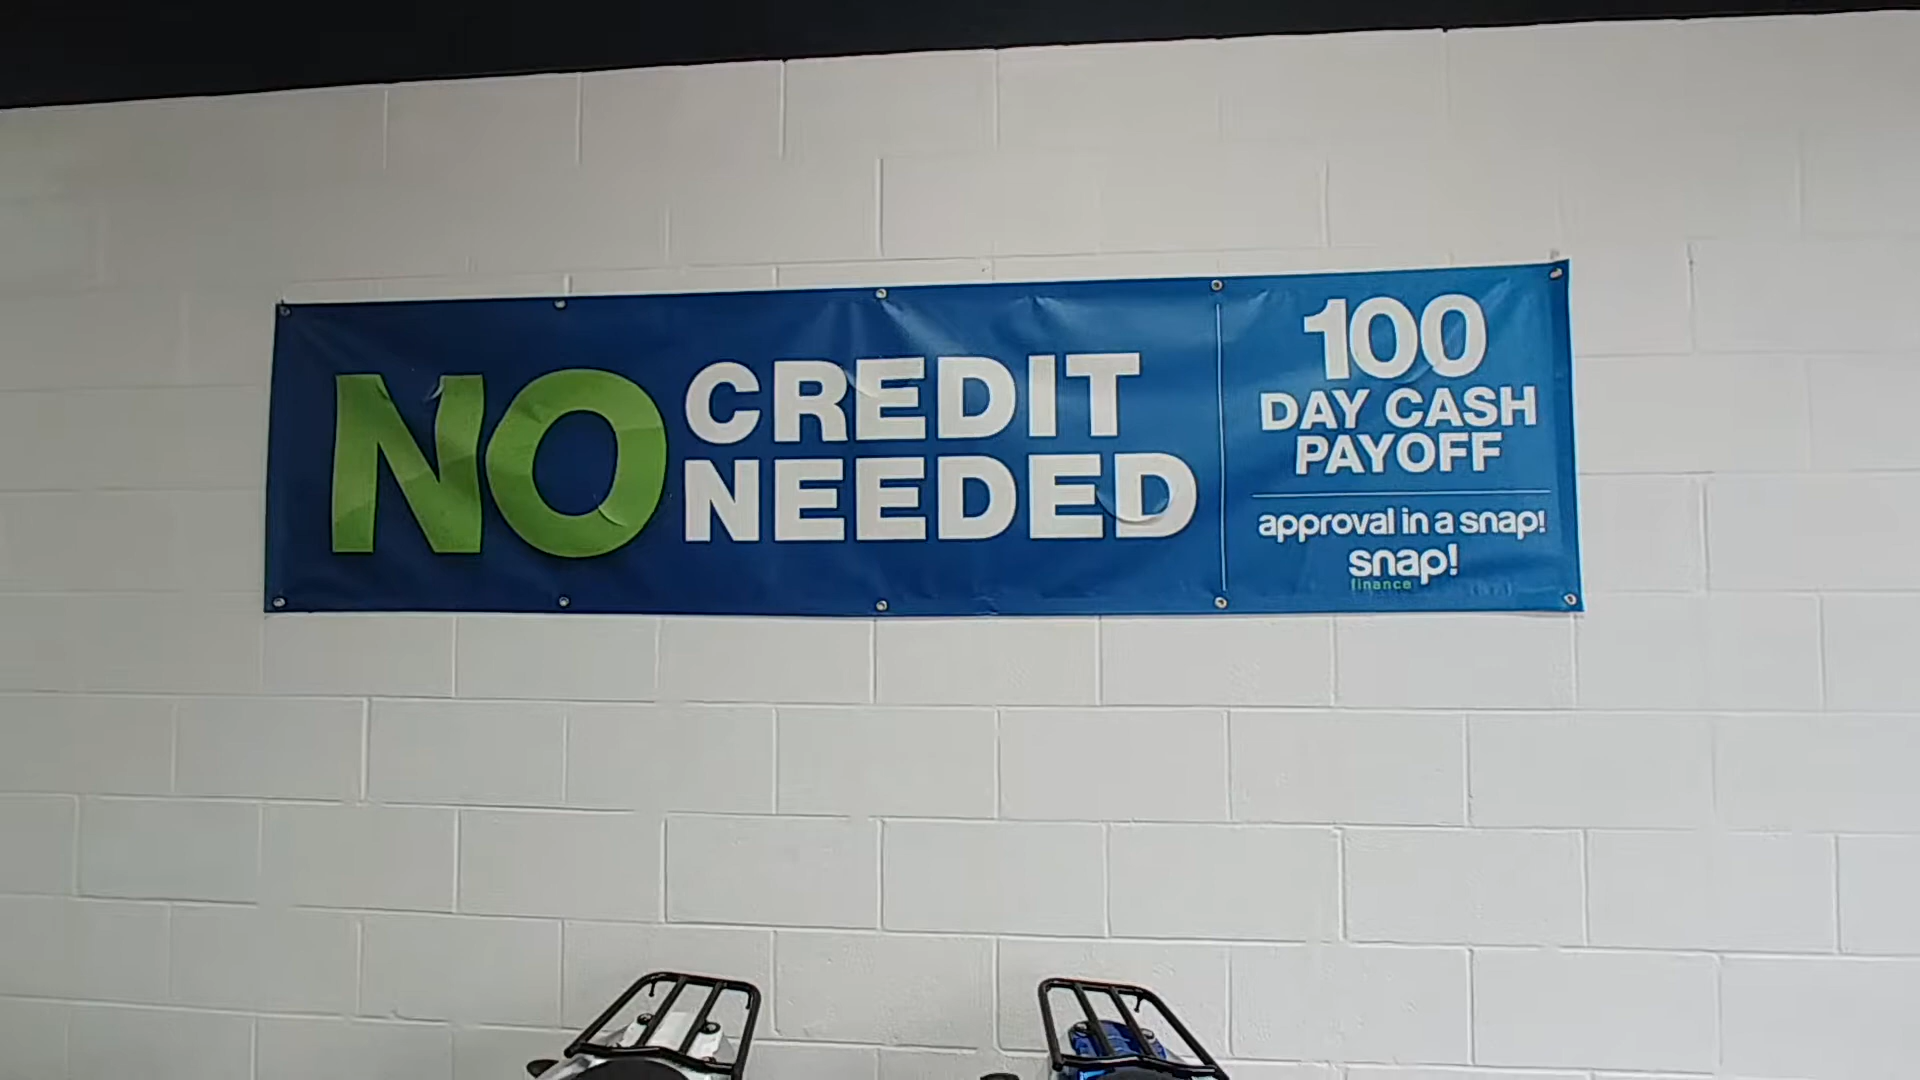 NO CREDIT
NEEDED
100
DAY CASH
PAYOFF
approval in a snap!
snap!
finance